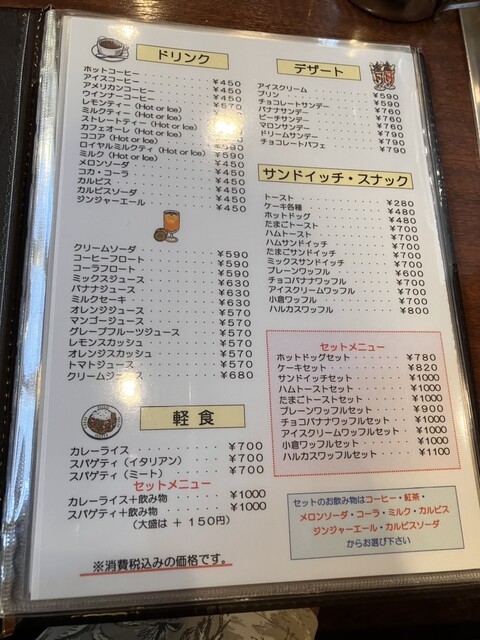 ドリンク
ホットコーヒー ¥450
アイスコーヒー ¥450
アメリカンコーヒー ¥450
ウインナーコーヒー ¥570
レモンティー (Hot or Ice)
ミルクティー (Hot or Ice)
ストレートティー (Hot or Ice)
カフェオーレ (Hot or Ice)
ココア (Hot or Ice)
ロイヤルミルクティ (Hot or Ice) ¥590
ミルク (Hot or Ice) ¥450
メロンソーダ ¥450
コカ・コーラ ¥450
カルピス ¥450
カルピスソーダ ¥450
ジンジャーエール ¥450
クリームソーダ ¥590
コーヒーフロート ¥590
コーラフロート ¥590
ミックスジュース ¥630
バナナジュース ¥630
ミルクセーキ ¥630
オレンジジュース ¥570
マンゴージュース ¥570
グレープフルーツジュース ¥570
レモンスカッシュ ¥570
オレンジスカッシュ ¥570
トマトジュース ¥570
クリームジュース ¥680
軽食
カレーライス ¥700
スパゲティ (イタリアン) ¥700
スパゲティ (ミート) ¥700
セットメニュー
カレーライス+飲み物 ¥1000
スパゲティ+飲み物 ¥1000
(大盛は + 150円)
※消費税込みの価格です。
デザート
アイスクリーム ¥590
プリン ¥590
チョコレートサンデー ¥760
バナナサンデー ¥760
ピーチサンデー ¥760
マロンサンデー ¥790
ドリームサンデー ¥790
チョコレートパフェ ¥790
サンドイッチ・スナック
トースト ¥280
ケーキ各種 ¥480
ホットドッグ ¥480
たまごトースト ¥700
ハムトースト ¥700
ハムサンドイッチ ¥700
たまごサンドイッチ ¥700
ミックスサンドイッチ ¥700
プレーンワッフル ¥600
チョコバナナワッフル ¥700
アイスクリームワッフル ¥700
小倉ワッフル ¥700
ハルカスワッフル ¥800
セットメニュー
ホットドッグセット ¥780
ケーキセット ¥820
サンドイッチセット ¥1000
ハムトーストセット ¥1000
たまごトーストセット ¥1000
プレーンワッフルセット ¥900
チョコバナナワッフルセット ¥1000
アイスクリームワッフルセット ¥1000
小倉ワッフルセット ¥1000
ハルカスワッフルセット ¥1100
セットのお飲み物はコーヒー・紅茶・
メロンソーダ・コーラ・ミルク・カルピス
ジンジャーエール・カルピスソーダ
からお選び下さい